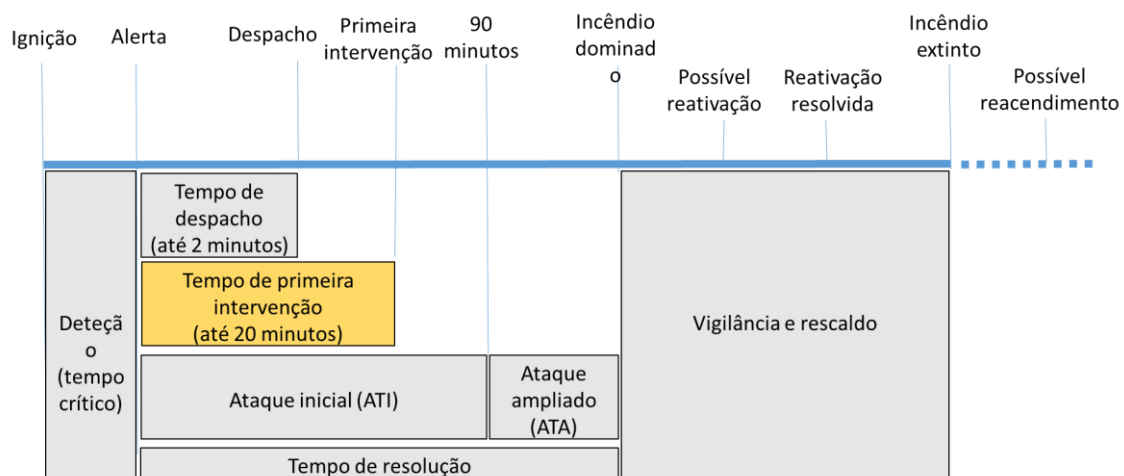 Ignição
Alerta
Despacho
Primeira
intervenção
90
minutos
Incêndio
dominad
o
Possível
reativação
Reativação
resolvida
Incêndio
extinto
Possível
reacendimento
Tempo de
despacho
(até 2 minutos)
Tempo de primeira
intervenção
(até 20 minutos)
Deteçã
o
(tempo
crítico)
Ataque inicial (ATI)
Ataque
ampliado
(ATA)
Vigilância e rescaldo
Tempo de resolução